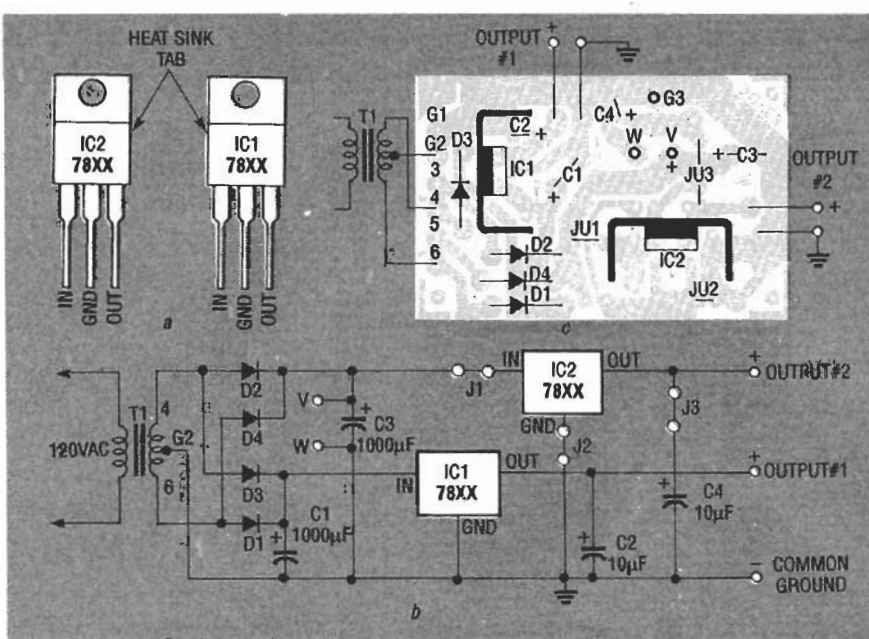 HEAT SINK
TAB
IC2
78XX
IC1
78XX
IN
GND
OUT
IN
GND
OUT
a
OUTPUT
#1
+
T1
G1
G2
3
4
5
6
D3
C2
+
IC1
C1
+
D2
D4
D1
C4
+
G3
W
V
+
JU3
+
C3
OUTPUT
#2
+
JU1
IC2
JU2
c
120VAC
T1
4
G2
6
D2
D4
D3
D1
V
W
+
C3
1000µF
+
C1
1000µF
J1
IN
IC2
78XX
OUT
GND
J2
IN
IC1
78XX
OUT
GND
J3
+
C2
10µF
+
C4
10µF
+
OUTPUT#2
+
OUTPUT#1
−
COMMON
GROUND
b